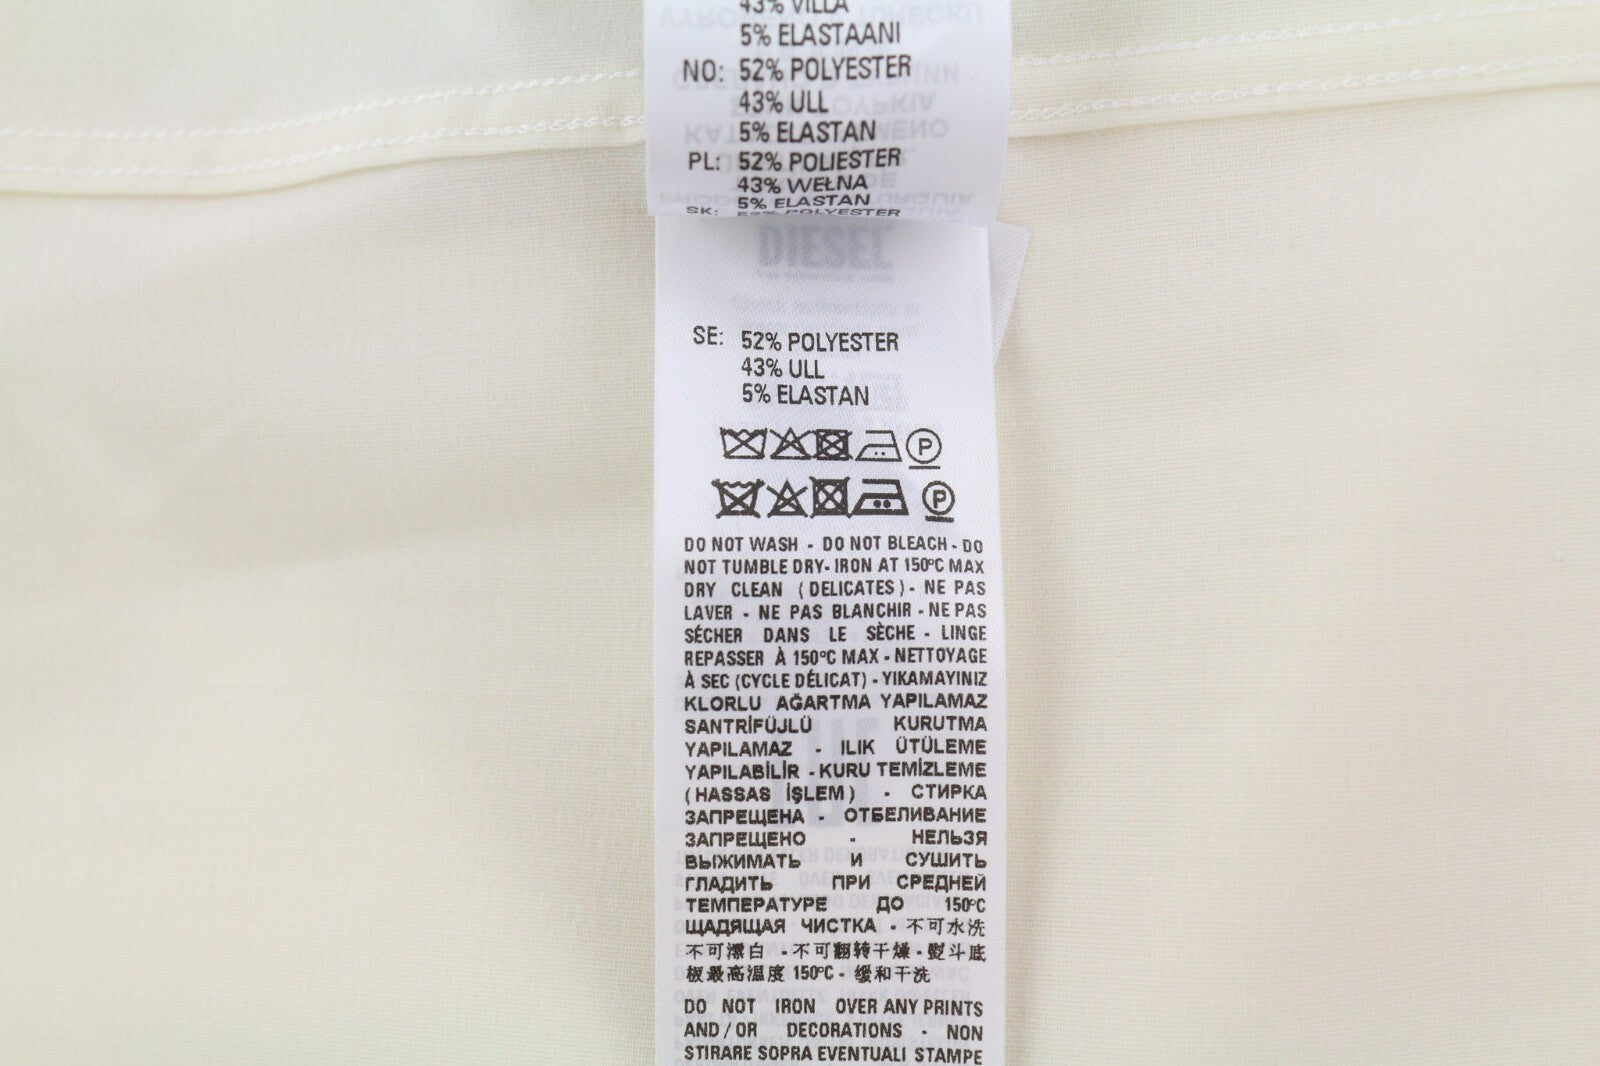 43% VILLA
5% ELASTAANI
NO: 52% POLYESTER
43% ULL
5% ELASTAN
PL: 52% POLIESTER
43% WEŁNA
5% ELASTAN
SK: 52% POLYESTER
DIESEL
SE: 52% POLYESTER
43% ULL
5% ELASTAN
P
P
DO NOT WASH - DO NOT BLEACH - DO
NOT TUMBLE DRY- IRON AT 150°C MAX
DRY CLEAN (DELICATES)- NE PAS
LAVER - NE PAS BLANCHIR - NE PAS
SÉCHER DANS LE SÈCHE - LINGE
REPASSER À 150°C MAX - NETTOYAGE
À SEC (CYCLE DÉLICAT) - YIKAMAYINIZ
KLORLU AĞARTMA YAPILAMAZ
SANTRİFÜJLÜ KURUTMA
YAPILAMAZ - ILIK ÜTÜLEME
YAPILABİLİR - KURU TEMİZLEME
(HASSAS İŞLEM) - СТИРКА
ЗАПРЕЩЕНА - ОТБЕЛИВАНИЕ
ЗАПРЕЩЕНО - НЕЛЬЗЯ
ВЫЖИМАТЬ И СУШИТЬ
ГЛАДИТЬ ПРИ СРЕДНЕЙ
ТЕМПЕРАТУРЕ ДО 150°C
ЩАДЯЩАЯ ЧИСТКА - 不可水洗
不可漂白 - 不可翻转干燥 - 熨斗底
板最高温度 150°C - 缓和干洗
DO NOT IRON OVER ANY PRINTS
AND/OR DECORATIONS - NON
STIRARE SOPRA EVENTUALI STAMPE